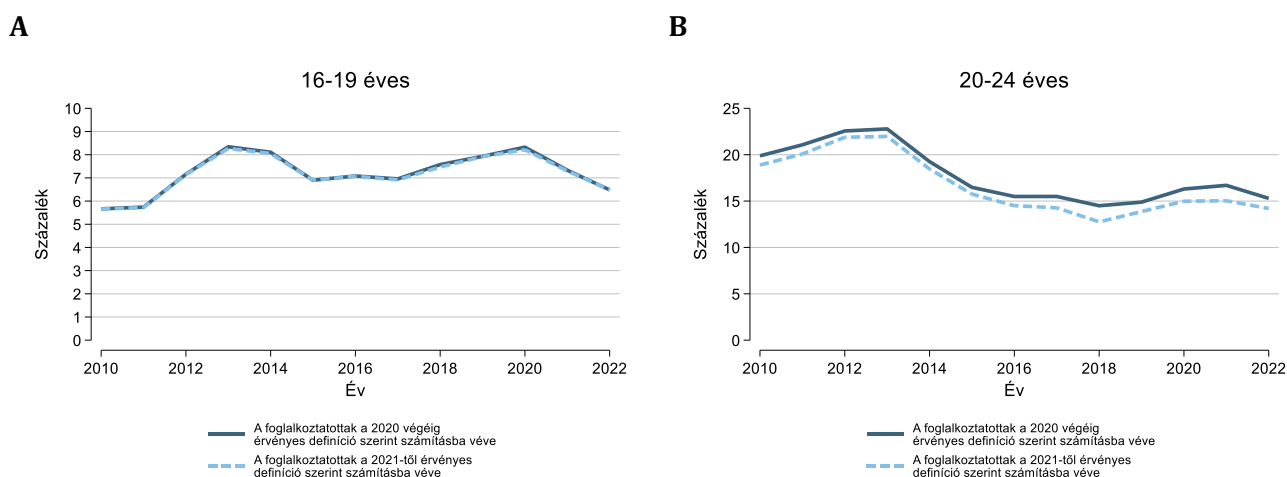 A
16-19 éves
Százalék
10
9
8
7
6
5
4
3
2
1
0
2010 2012 2014 2016 2018 2020 2022
Év
A foglalkoztatottak a 2020 végéig
érvényes definíció szerint számításba véve
A foglalkoztatottak a 2021-től érvényes
definíció szerint számításba véve
B
20-24 éves
Százalék
25
20
15
10
5
0
2010 2012 2014 2016 2018 2020 2022
Év
A foglalkoztatottak a 2020 végéig
érvényes definíció szerint számításba véve
A foglalkoztatottak a 2021-től érvényes
definíció szerint számításba véve